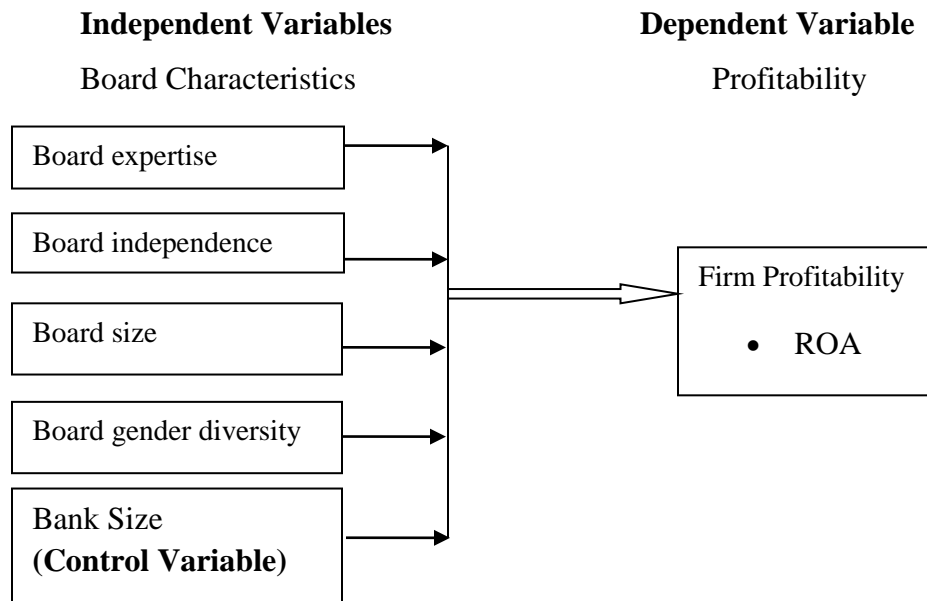 Independent Variables
Dependent Variable
Board Characteristics
Profitability
Board expertise
Board independence
Board size
Board gender diversity
Bank Size
(Control Variable)
Firm Profitability
• ROA